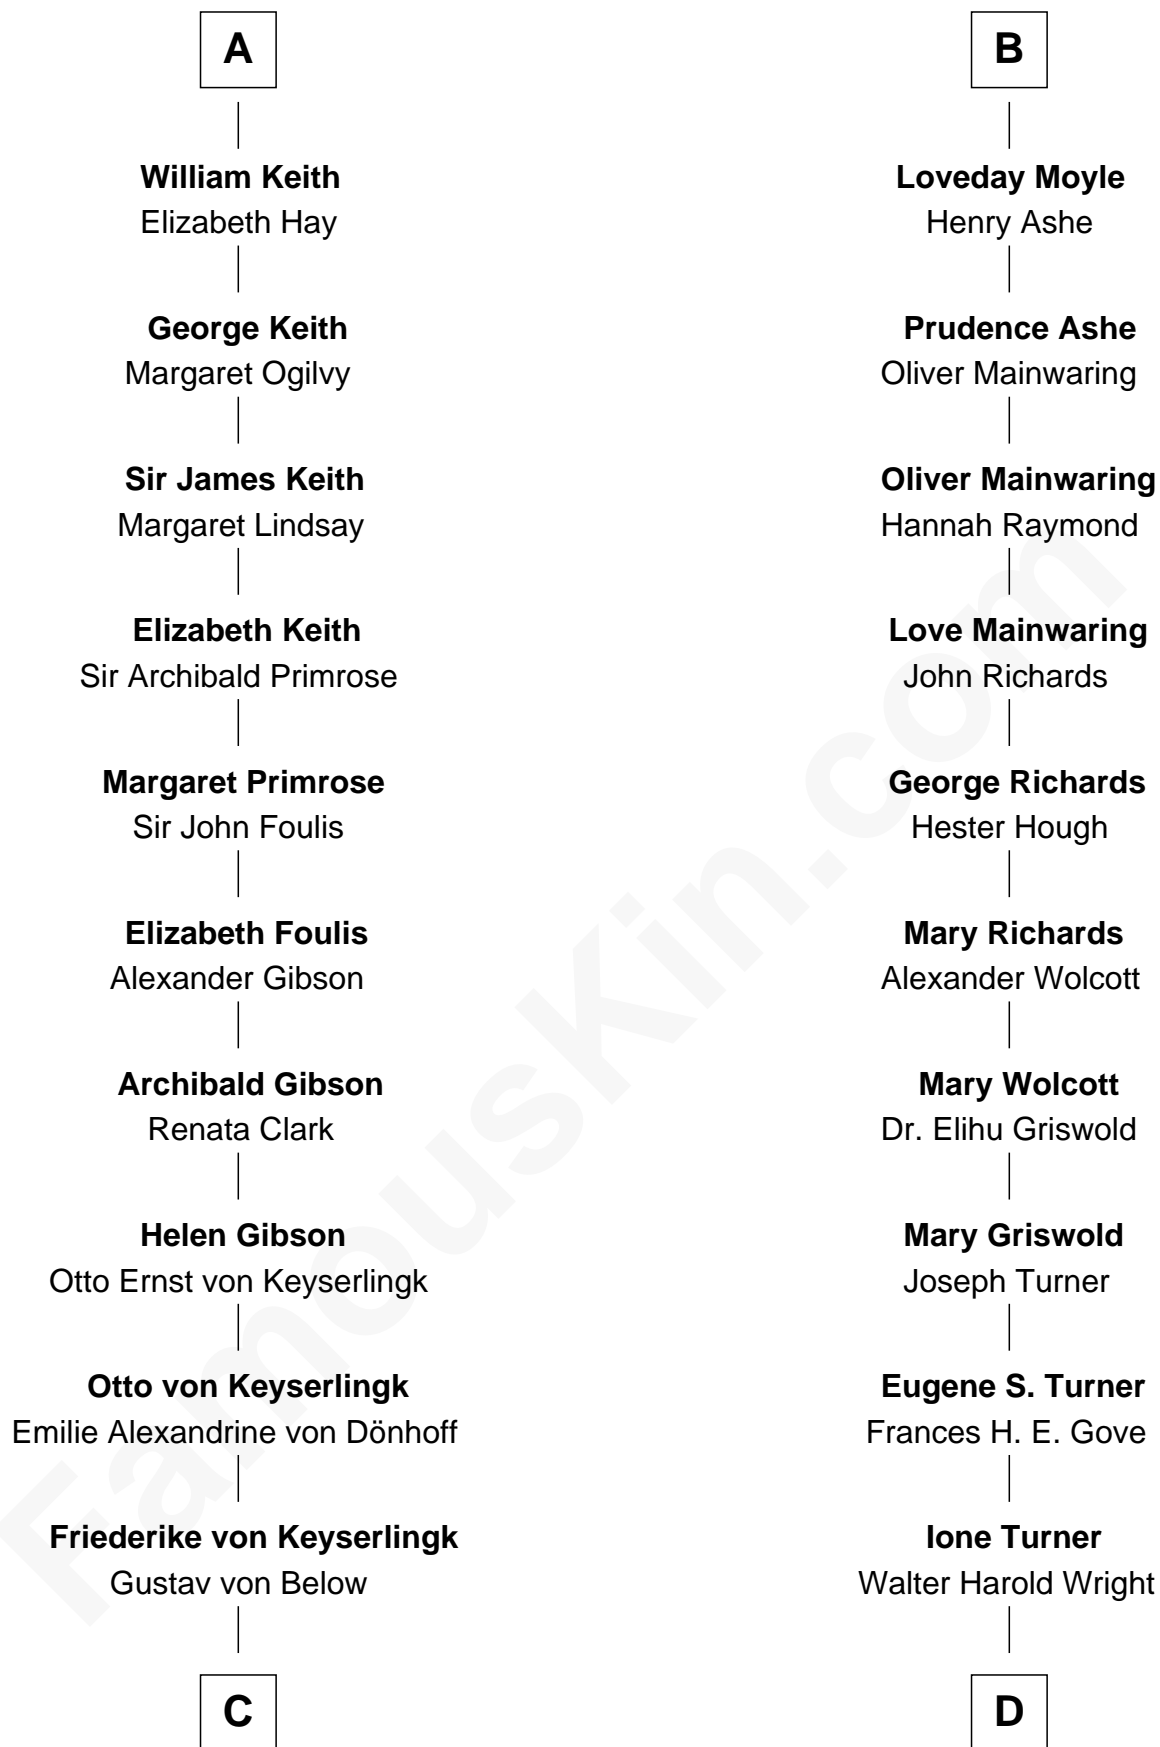 A
William Keith
Elizabeth Hay
George Keith
Margaret Ogilvy
Sir James Keith
Margaret Lindsay
Elizabeth Keith
Sir Archibald Primrose
Margaret Primrose
Sir John Foulis
Elizabeth Foulis
Alexander Gibson
Archibald Gibson
Renata Clark
Helen Gibson
Otto Ernst von Keyserlingk
Otto von Keyserlingk
Emilie Alexandrine von Dönhoff
Friederike von Keyserlingk
Gustav von Below
C
B
Loveday Moyle
Henry Ashe
Prudence Ashe
Oliver Mainwaring
Oliver Mainwaring
Hannah Raymond
Love Mainwaring
John Richards
George Richards
Hester Hough
Mary Richards
Alexander Wolcott
Mary Wolcott
Dr. Elihu Griswold
Mary Griswold
Joseph Turner
Eugene S. Turner
Frances H. E. Gove
Ione Turner
Walter Harold Wright
D
FamousKin.com